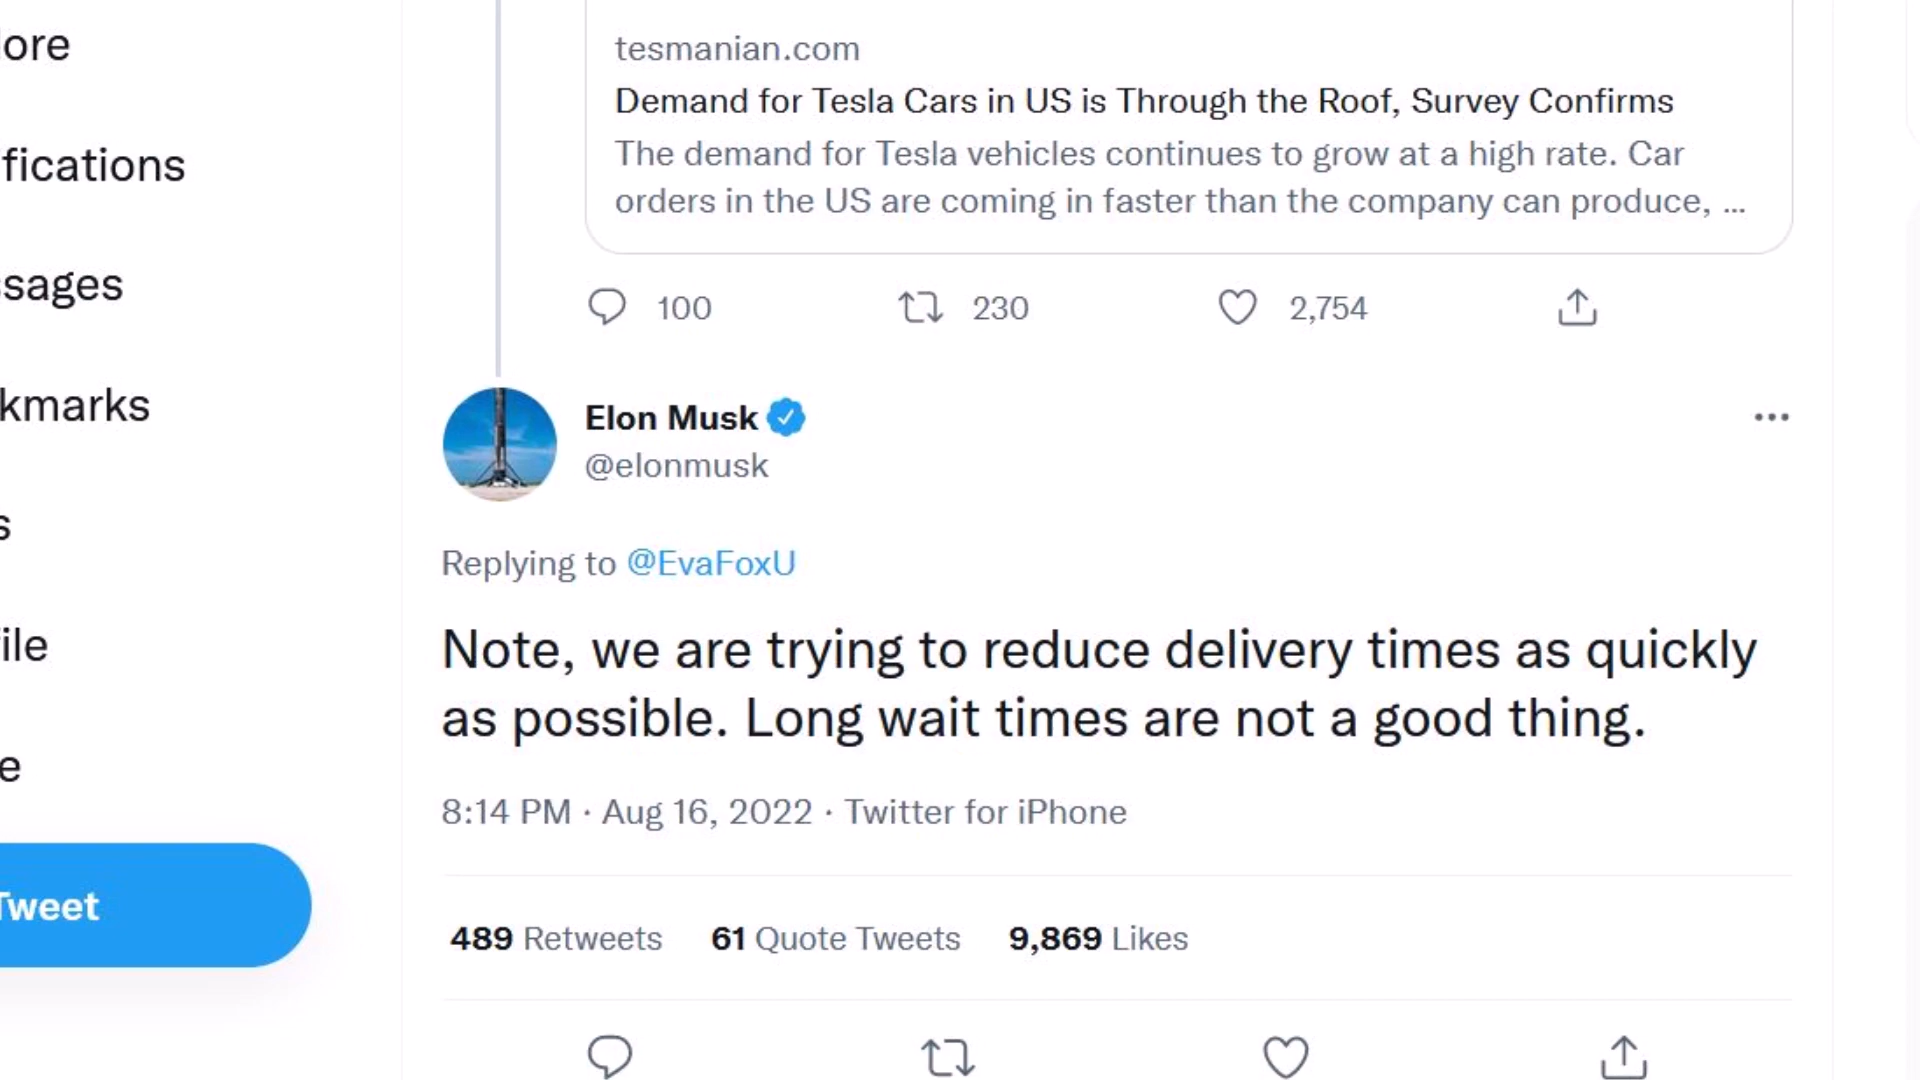 lore
fications
ssages
kmarks
s
file
e
Tweet
tesmanian.com
Demand for Tesla Cars in US is Through the Roof, Survey Confirms
The demand for Tesla vehicles continues to grow at a high rate. Car
orders in the US are coming in faster than the company can produce, ...
100 230 2,754
Elon Musk
@elonmusk
Replying to @EvaFoxU
Note, we are trying to reduce delivery times as quickly
as possible. Long wait times are not a good thing.
8:14 PM · Aug 16, 2022 · Twitter for iPhone
489 Retweets 61 Quote Tweets 9,869 Likes